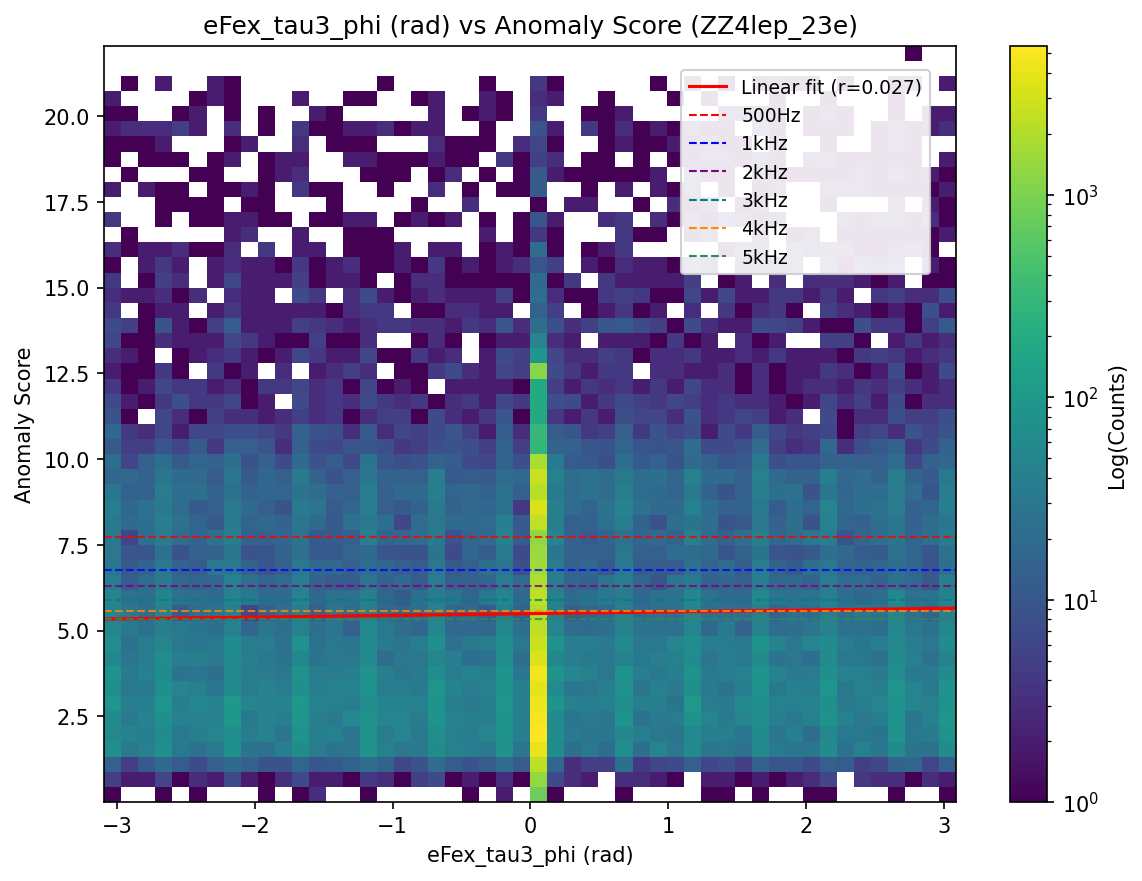 eFex_tau3_phi (rad) vs Anomaly Score (ZZ4lep_23e)
Linear fit (r=0.027)
500Hz
1kHz
2kHz
3kHz
4kHz
5kHz
20.0
17.5
15.0
12.5
10.0
7.5
5.0
2.5
Anomaly Score
−3
−2
−1
0
1
2
3
eFex_tau3_phi (rad)
10³
10²
10¹
10⁰
Log(Counts)